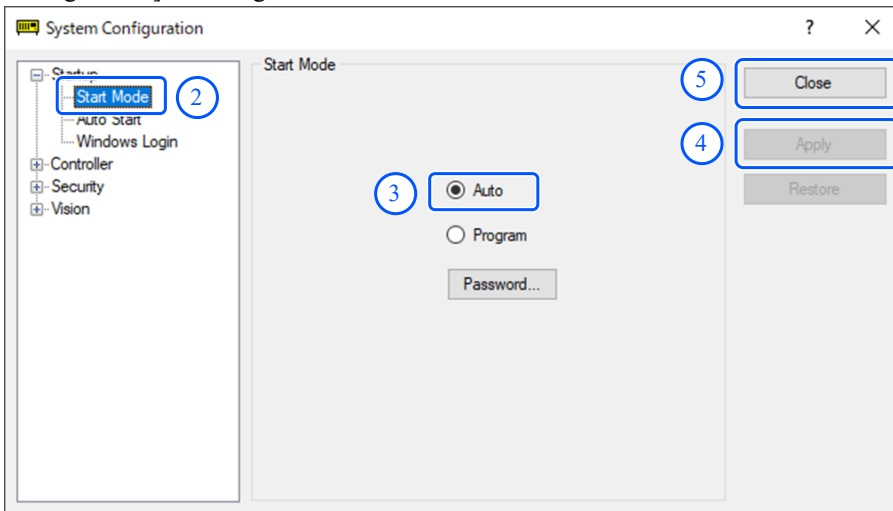 System Configuration
?
Startup
Start Mode
2
Auto Start
Windows Login
Controller
Security
Vision
Start Mode
3
Auto
Program
Password...
5
Close
4
Apply
Restore